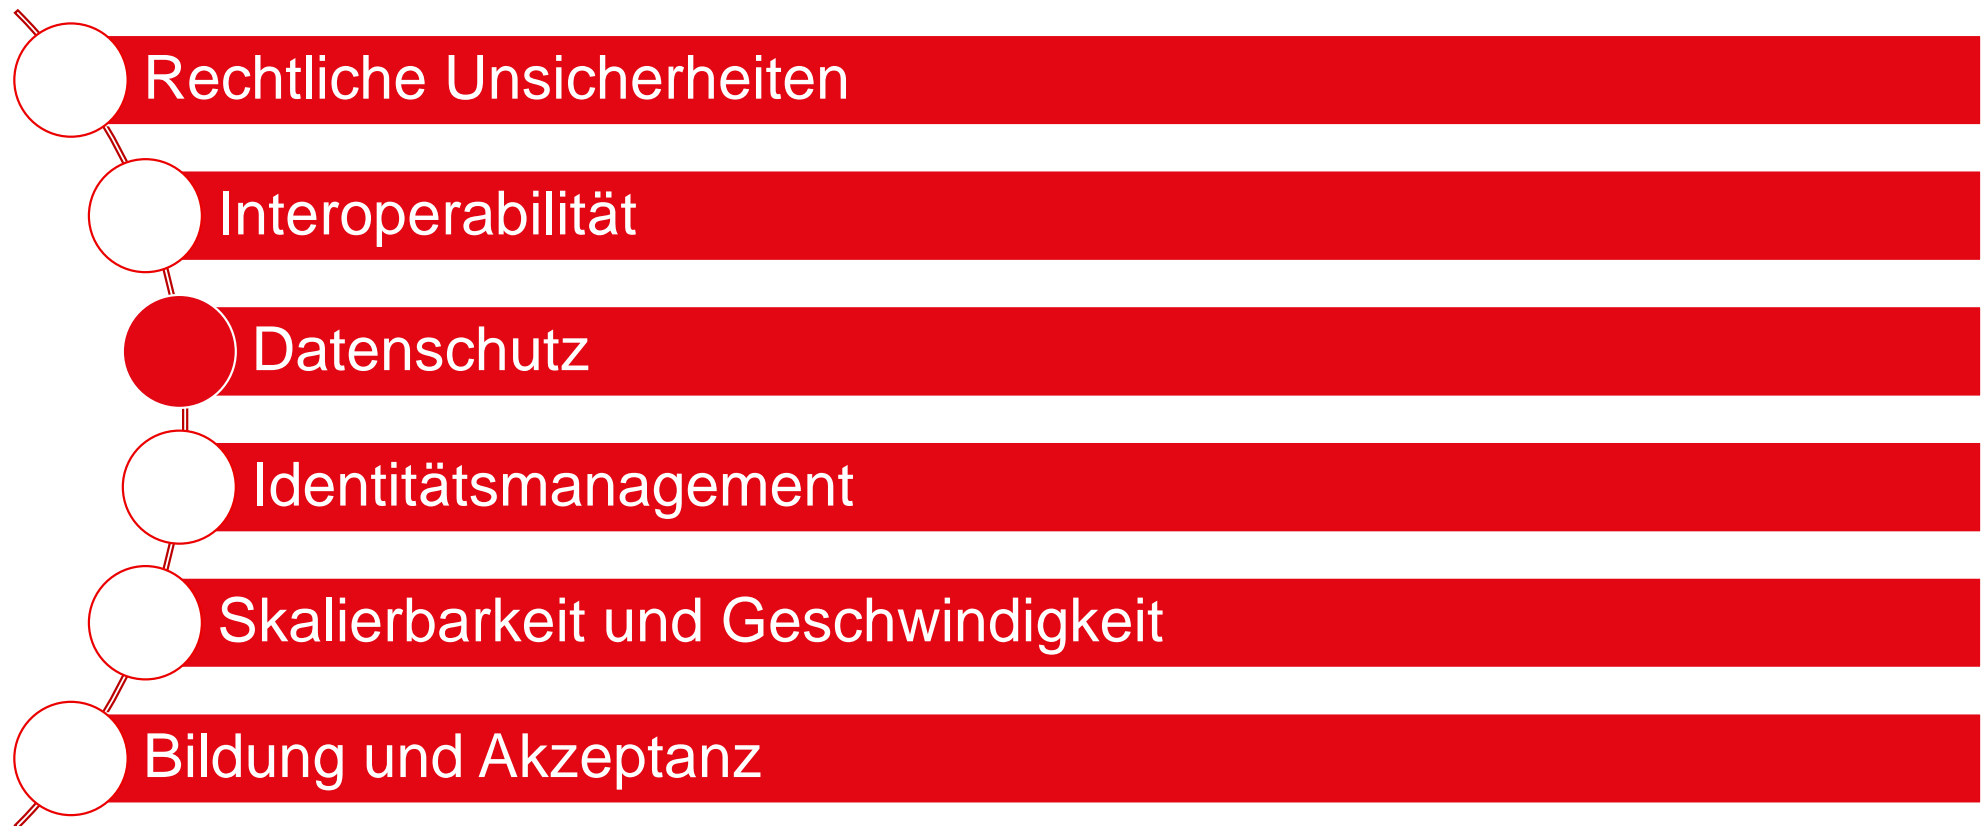 Rechtliche Unsicherheiten
Interoperabilität
Datenschutz
Identitätsmanagement
Skalierbarkeit und Geschwindigkeit
Bildung und Akzeptanz